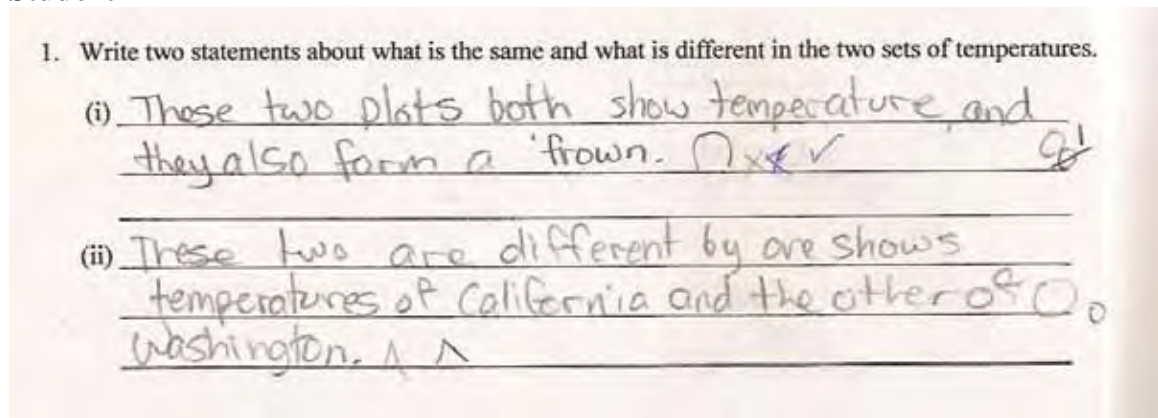 1. Write two statements about what is the same and what is different in the two sets of temperatures.
(i) These two plots both show temperature and
they also form a frown. ✓
(ii) These two are different by one shows
temperatures of California and the other of
Washington.